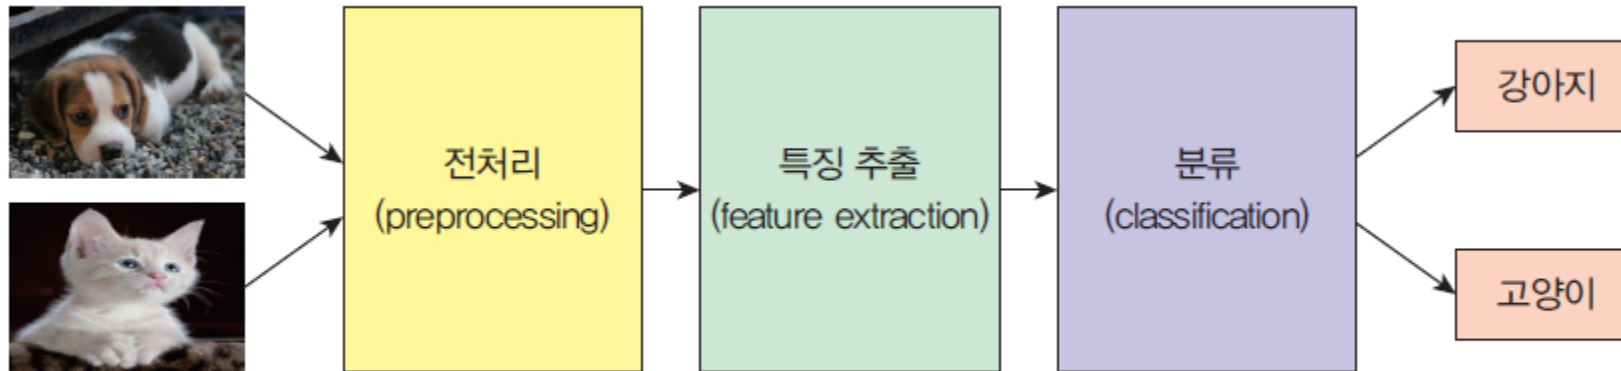 전처리
(preprocessing)
특징 추출
(feature extraction)
분류
(classification)
강아지
고양이